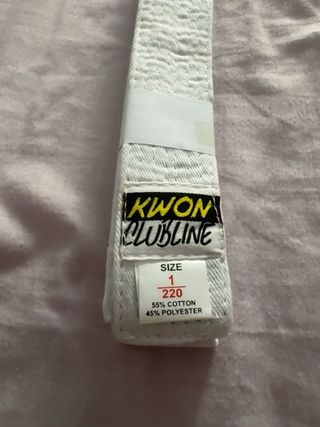 KWON
CLUBLINE
SIZE
1
220
55% COTTON
45% POLYESTER